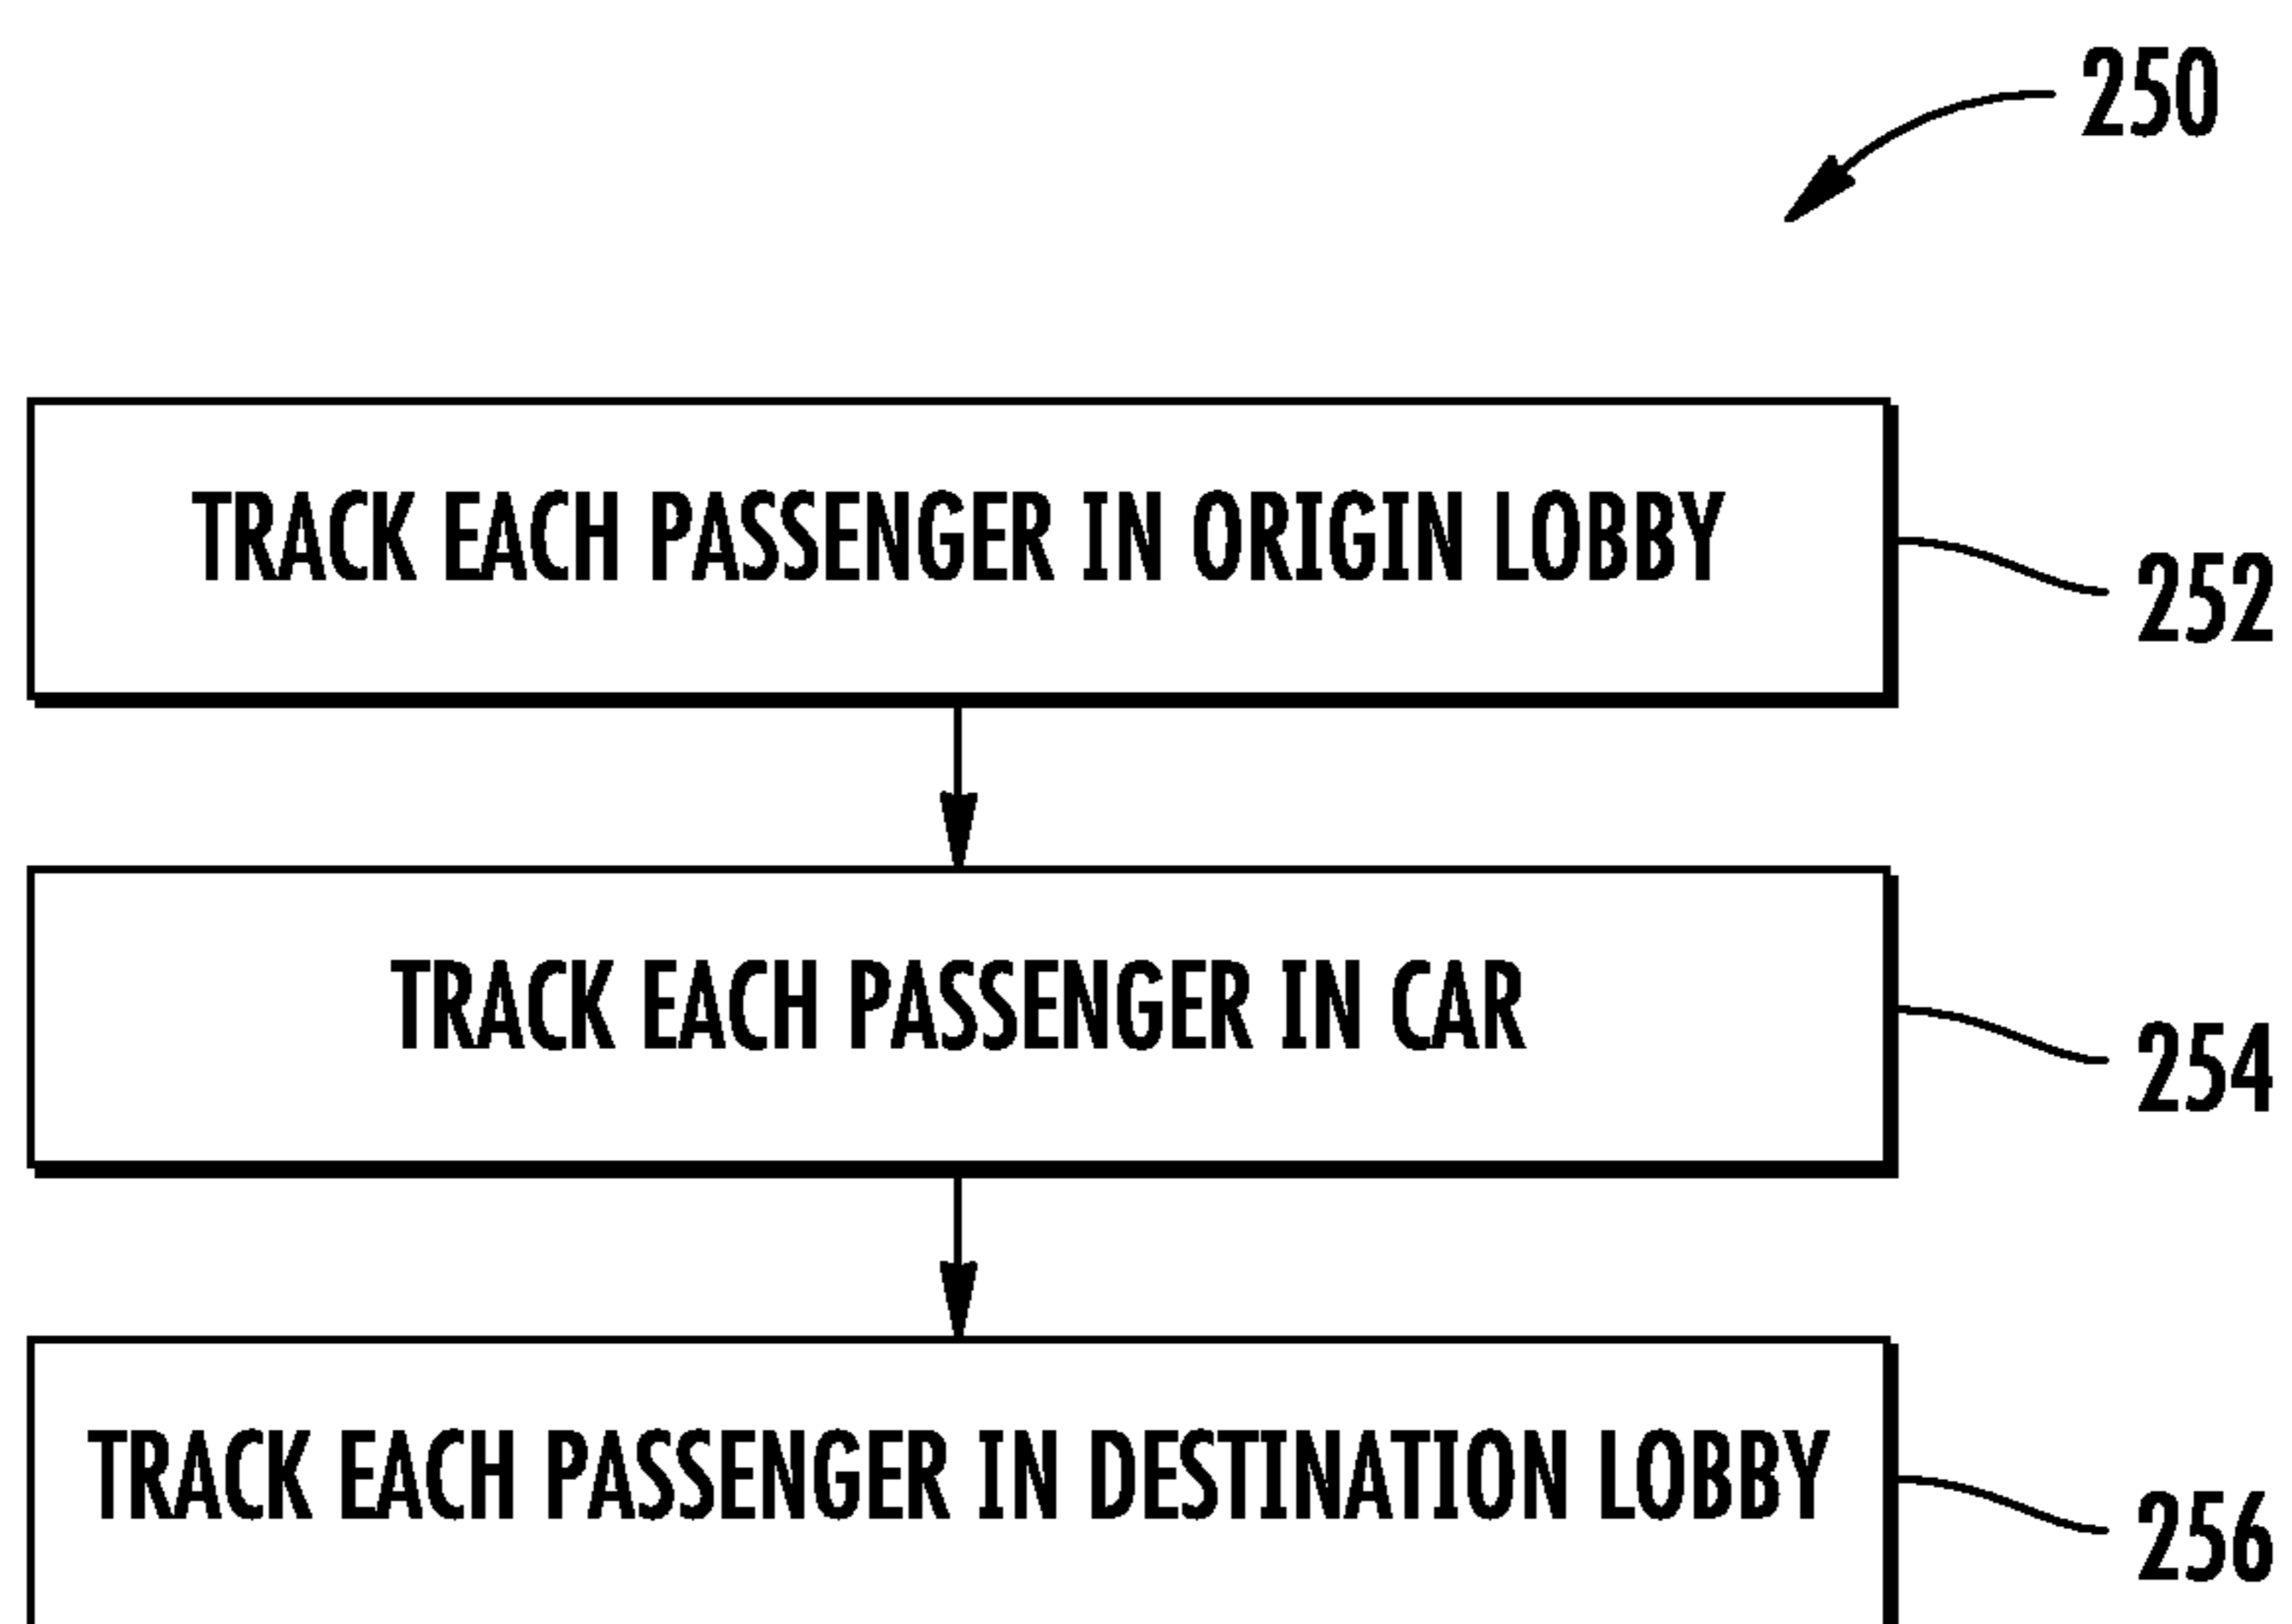 250
TRACK EACH PASSENGER IN ORIGIN LOBBY
252
TRACK EACH PASSENGER IN CAR
254
TRACK EACH PASSENGER IN DESTINATION LOBBY
256